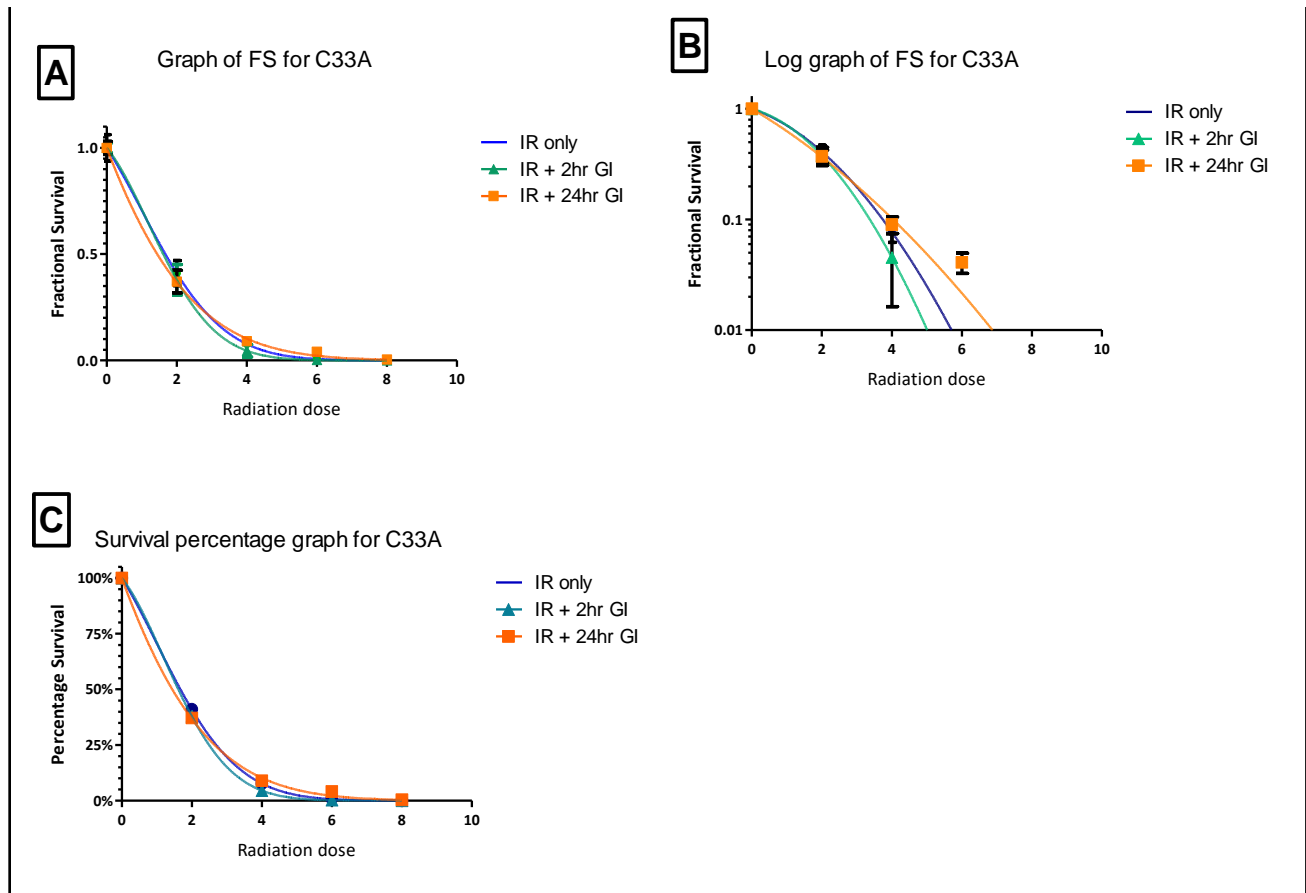 A
Graph of FS for C33A
Fractional Survival
1.0
0.5
0.0
0 2 4 6 8 10
Radiation dose
IR only
IR + 2hr GI
IR + 24hr GI
B
Log graph of FS for C33A
Fractional Survival
1
0.1
0.01
0 2 4 6 8 10
Radiation dose
IR only
IR + 2hr GI
IR + 24hr GI
C
Survival percentage graph for C33A
Percentage Survival
100%
75%
50%
25%
0%
0 2 4 6 8 10
Radiation dose
IR only
IR + 2hr GI
IR + 24hr GI